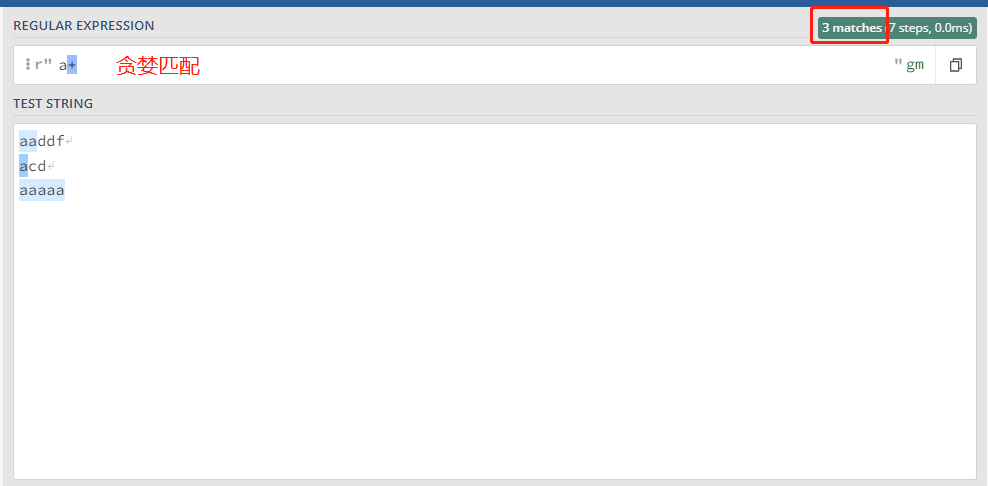 REGULAR EXPRESSION
3 matches (7 steps, 0.0ms)
r" a+ 贪婪匹配 " gm
TEST STRING
aaddf↵
acd↵
aaaaa